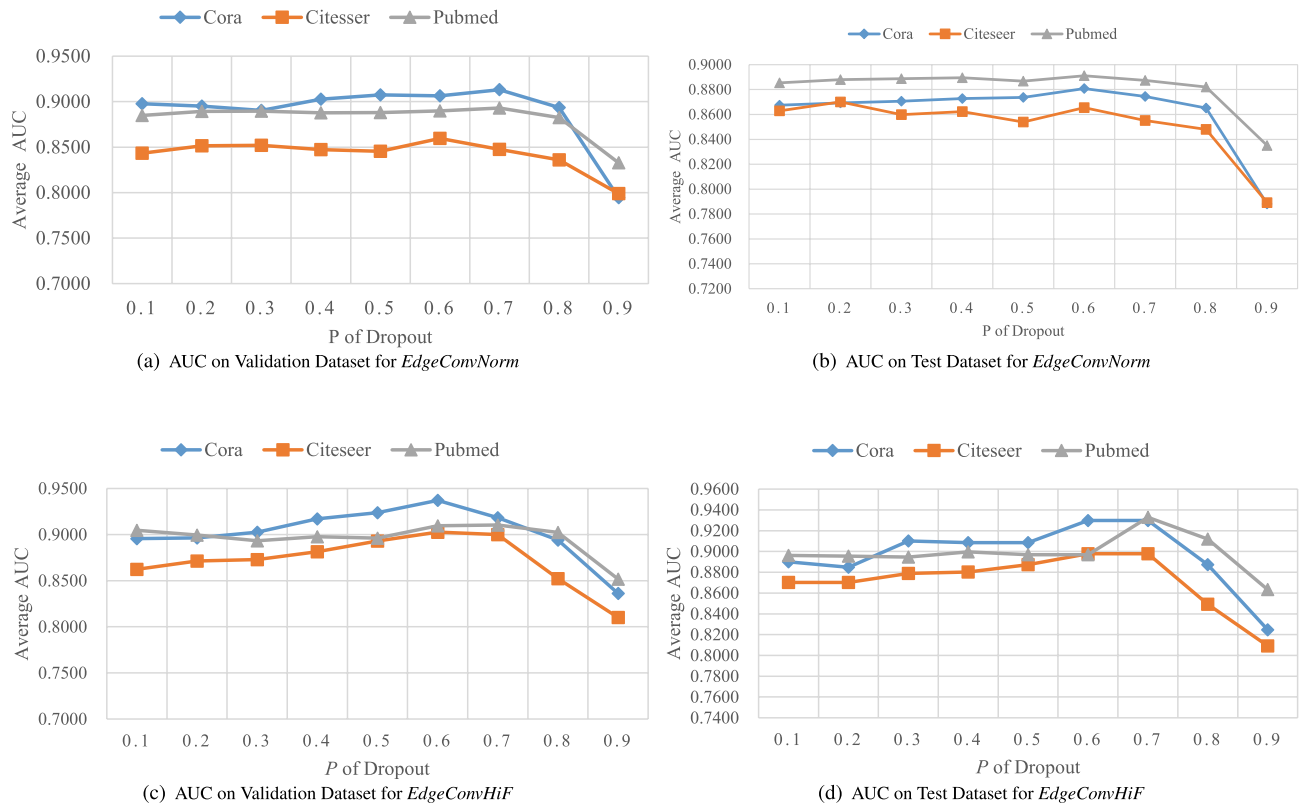 Cora Citesser Pubmed
0.9500
0.9000
0.8500
0.8000
0.7500
0.7000
Average AUC
0.1 0.2 0.3 0.4 0.5 0.6 0.7 0.8 0.9
P of Dropout
(a) AUC on Validation Dataset for EdgeConvNorm
Cora Citeseer Pubmed
0.9000
0.8800
0.8600
0.8400
0.8200
0.8000
0.7800
0.7600
0.7400
0.7200
Average AUC
0.1 0.2 0.3 0.4 0.5 0.6 0.7 0.8 0.9
P of Dropout
(b) AUC on Test Dataset for EdgeConvNorm
Cora Citeseer Pubmed
0.9500
0.9000
0.8500
0.8000
0.7500
0.7000
Average AUC
0.1 0.2 0.3 0.4 0.5 0.6 0.7 0.8 0.9
P of Dropout
(c) AUC on Validation Dataset for EdgeConvHiF
Cora Citeseer Pubmed
0.9600
0.9400
0.9200
0.9000
0.8800
0.8600
0.8400
0.8200
0.8000
0.7800
0.7600
0.7400
Average AUC
0.1 0.2 0.3 0.4 0.5 0.6 0.7 0.8 0.9
P of Dropout
(d) AUC on Test Dataset for EdgeConvHiF